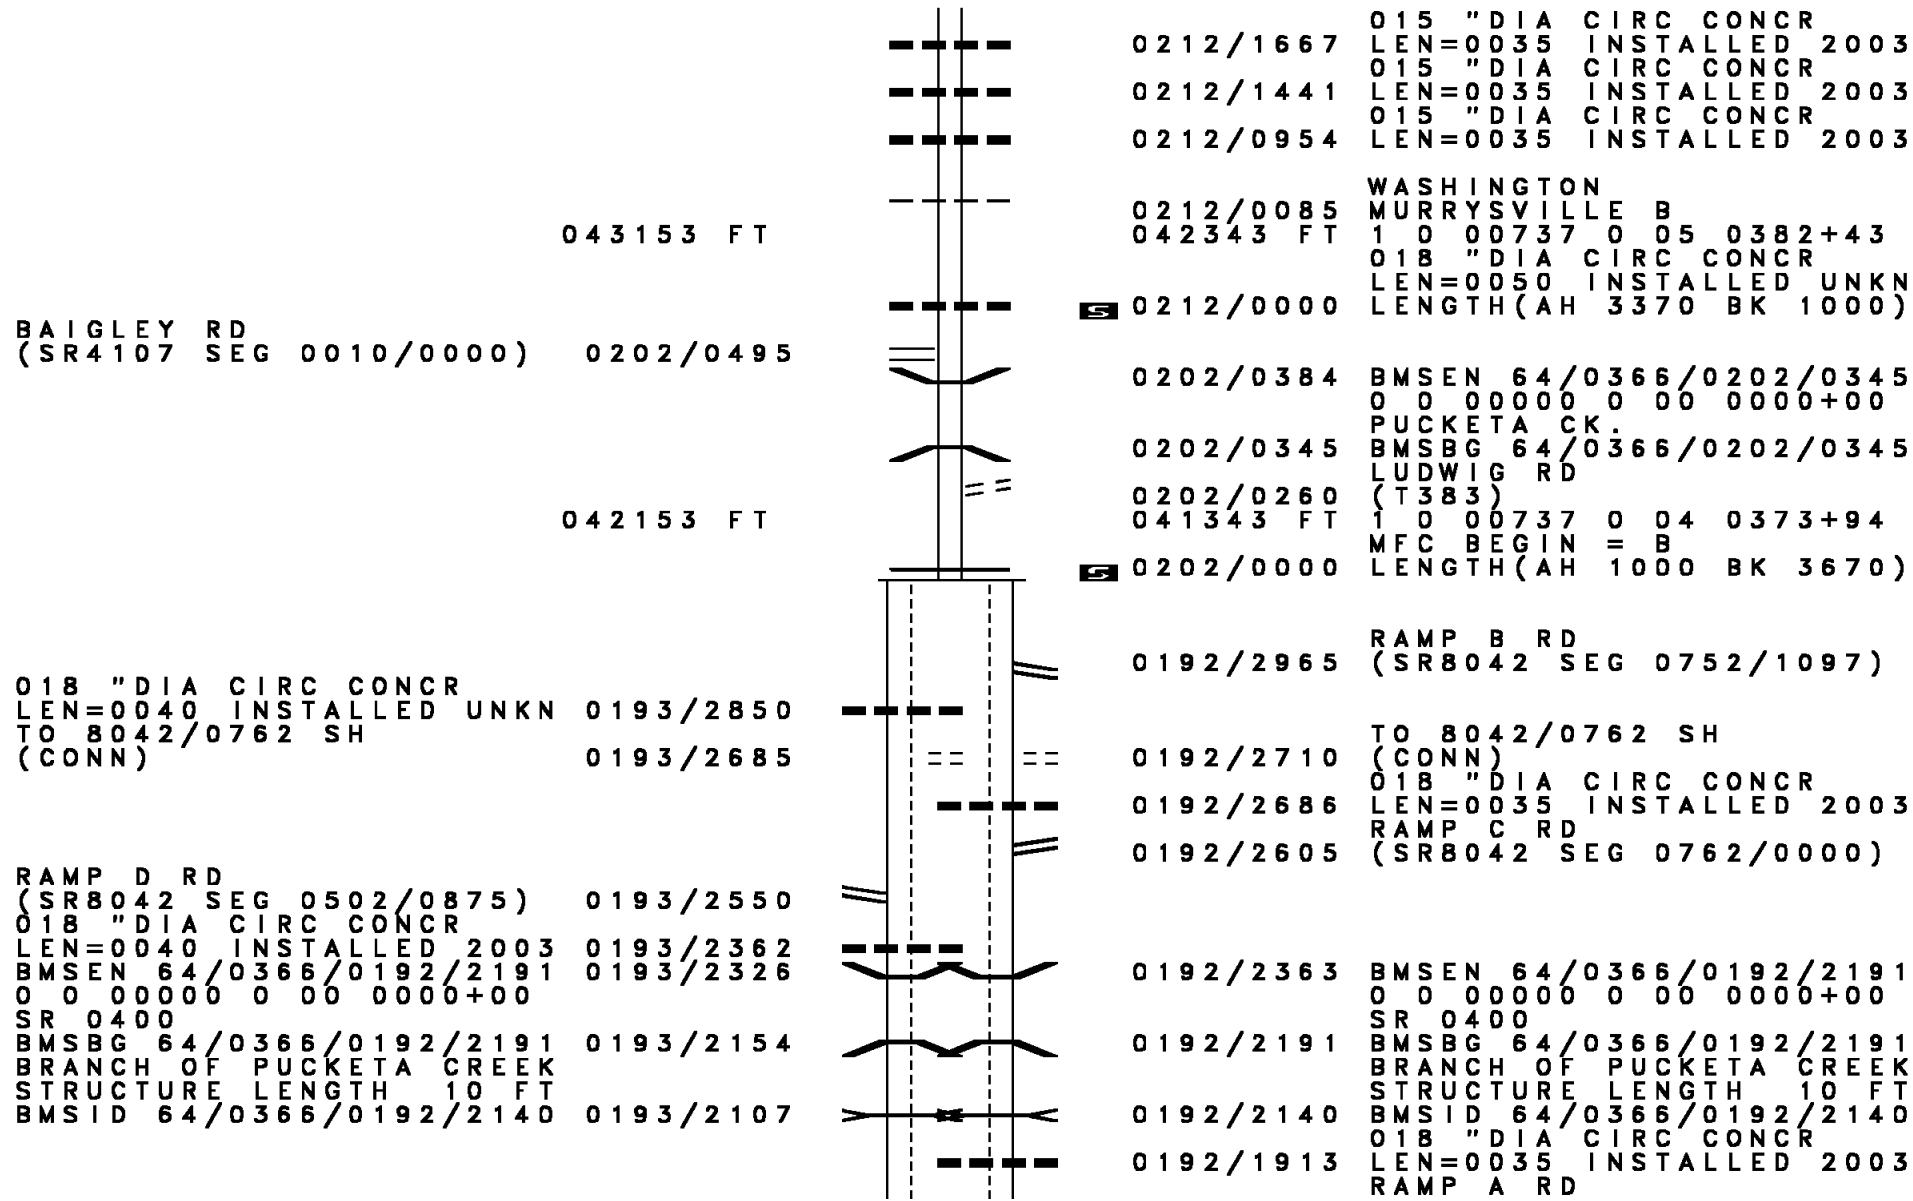 015 "DIA CIRC CONCR
0212/1667 LEN=0035 INSTALLED 2003
015 "DIA CIRC CONCR
0212/1441 LEN=0035 INSTALLED 2003
015 "DIA CIRC CONCR
0212/0954 LEN=0035 INSTALLED 2003
WASHINGTON
0212/0085 MURRYSVILLE B
043153 FT 042343 FT 1 0 00737 0 05 0382+43
018 "DIA CIRC CONCR
LEN=0050 INSTALLED UNKN
S 0212/0000 LENGTH(AH 3370 BK 1000)
BAIGLEY RD
(SR4107 SEG 0010/0000) 0202/0495
0202/0384 BMSEN 64/0366/0202/0345
0 0 00000 0 00 0000+00
PUCKETA CK.
0202/0345 BMSBG 64/0366/0202/0345
LUDWIG RD
0202/0260 (T383)
042153 FT 041343 FT 1 0 00737 0 04 0373+94
MFC BEGIN = B
S 0202/0000 LENGTH(AH 1000 BK 3670)
RAMP B RD
0192/2965 (SR8042 SEG 0752/1097)
018 "DIA CIRC CONCR
LEN=0040 INSTALLED UNKN 0193/2850
TO 8042/0762 SH
(CONN) 0193/2685
TO 8042/0762 SH
0192/2710 (CONN)
018 "DIA CIRC CONCR
0192/2686 LEN=0035 INSTALLED 2003
RAMP C RD
0192/2605 (SR8042 SEG 0762/0000)
RAMP D RD
(SR8042 SEG 0502/0875) 0193/2550
018 "DIA CIRC CONCR
LEN=0040 INSTALLED 2003 0193/2362
BMSEN 64/0366/0192/2191 0193/2326
0 0 00000 0 00 0000+00
SR 0400
BMSBG 64/0366/0192/2191 0193/2154
BRANCH OF PUCKETA CREEK
STRUCTURE LENGTH 10 FT
BMSID 64/0366/0192/2140 0193/2107
0192/2363 BMSEN 64/0366/0192/2191
0 0 00000 0 00 0000+00
SR 0400
0192/2191 BMSBG 64/0366/0192/2191
BRANCH OF PUCKETA CREEK
STRUCTURE LENGTH 10 FT
0192/2140 BMSID 64/0366/0192/2140
018 "DIA CIRC CONCR
0192/1913 LEN=0035 INSTALLED 2003
RAMP A RD